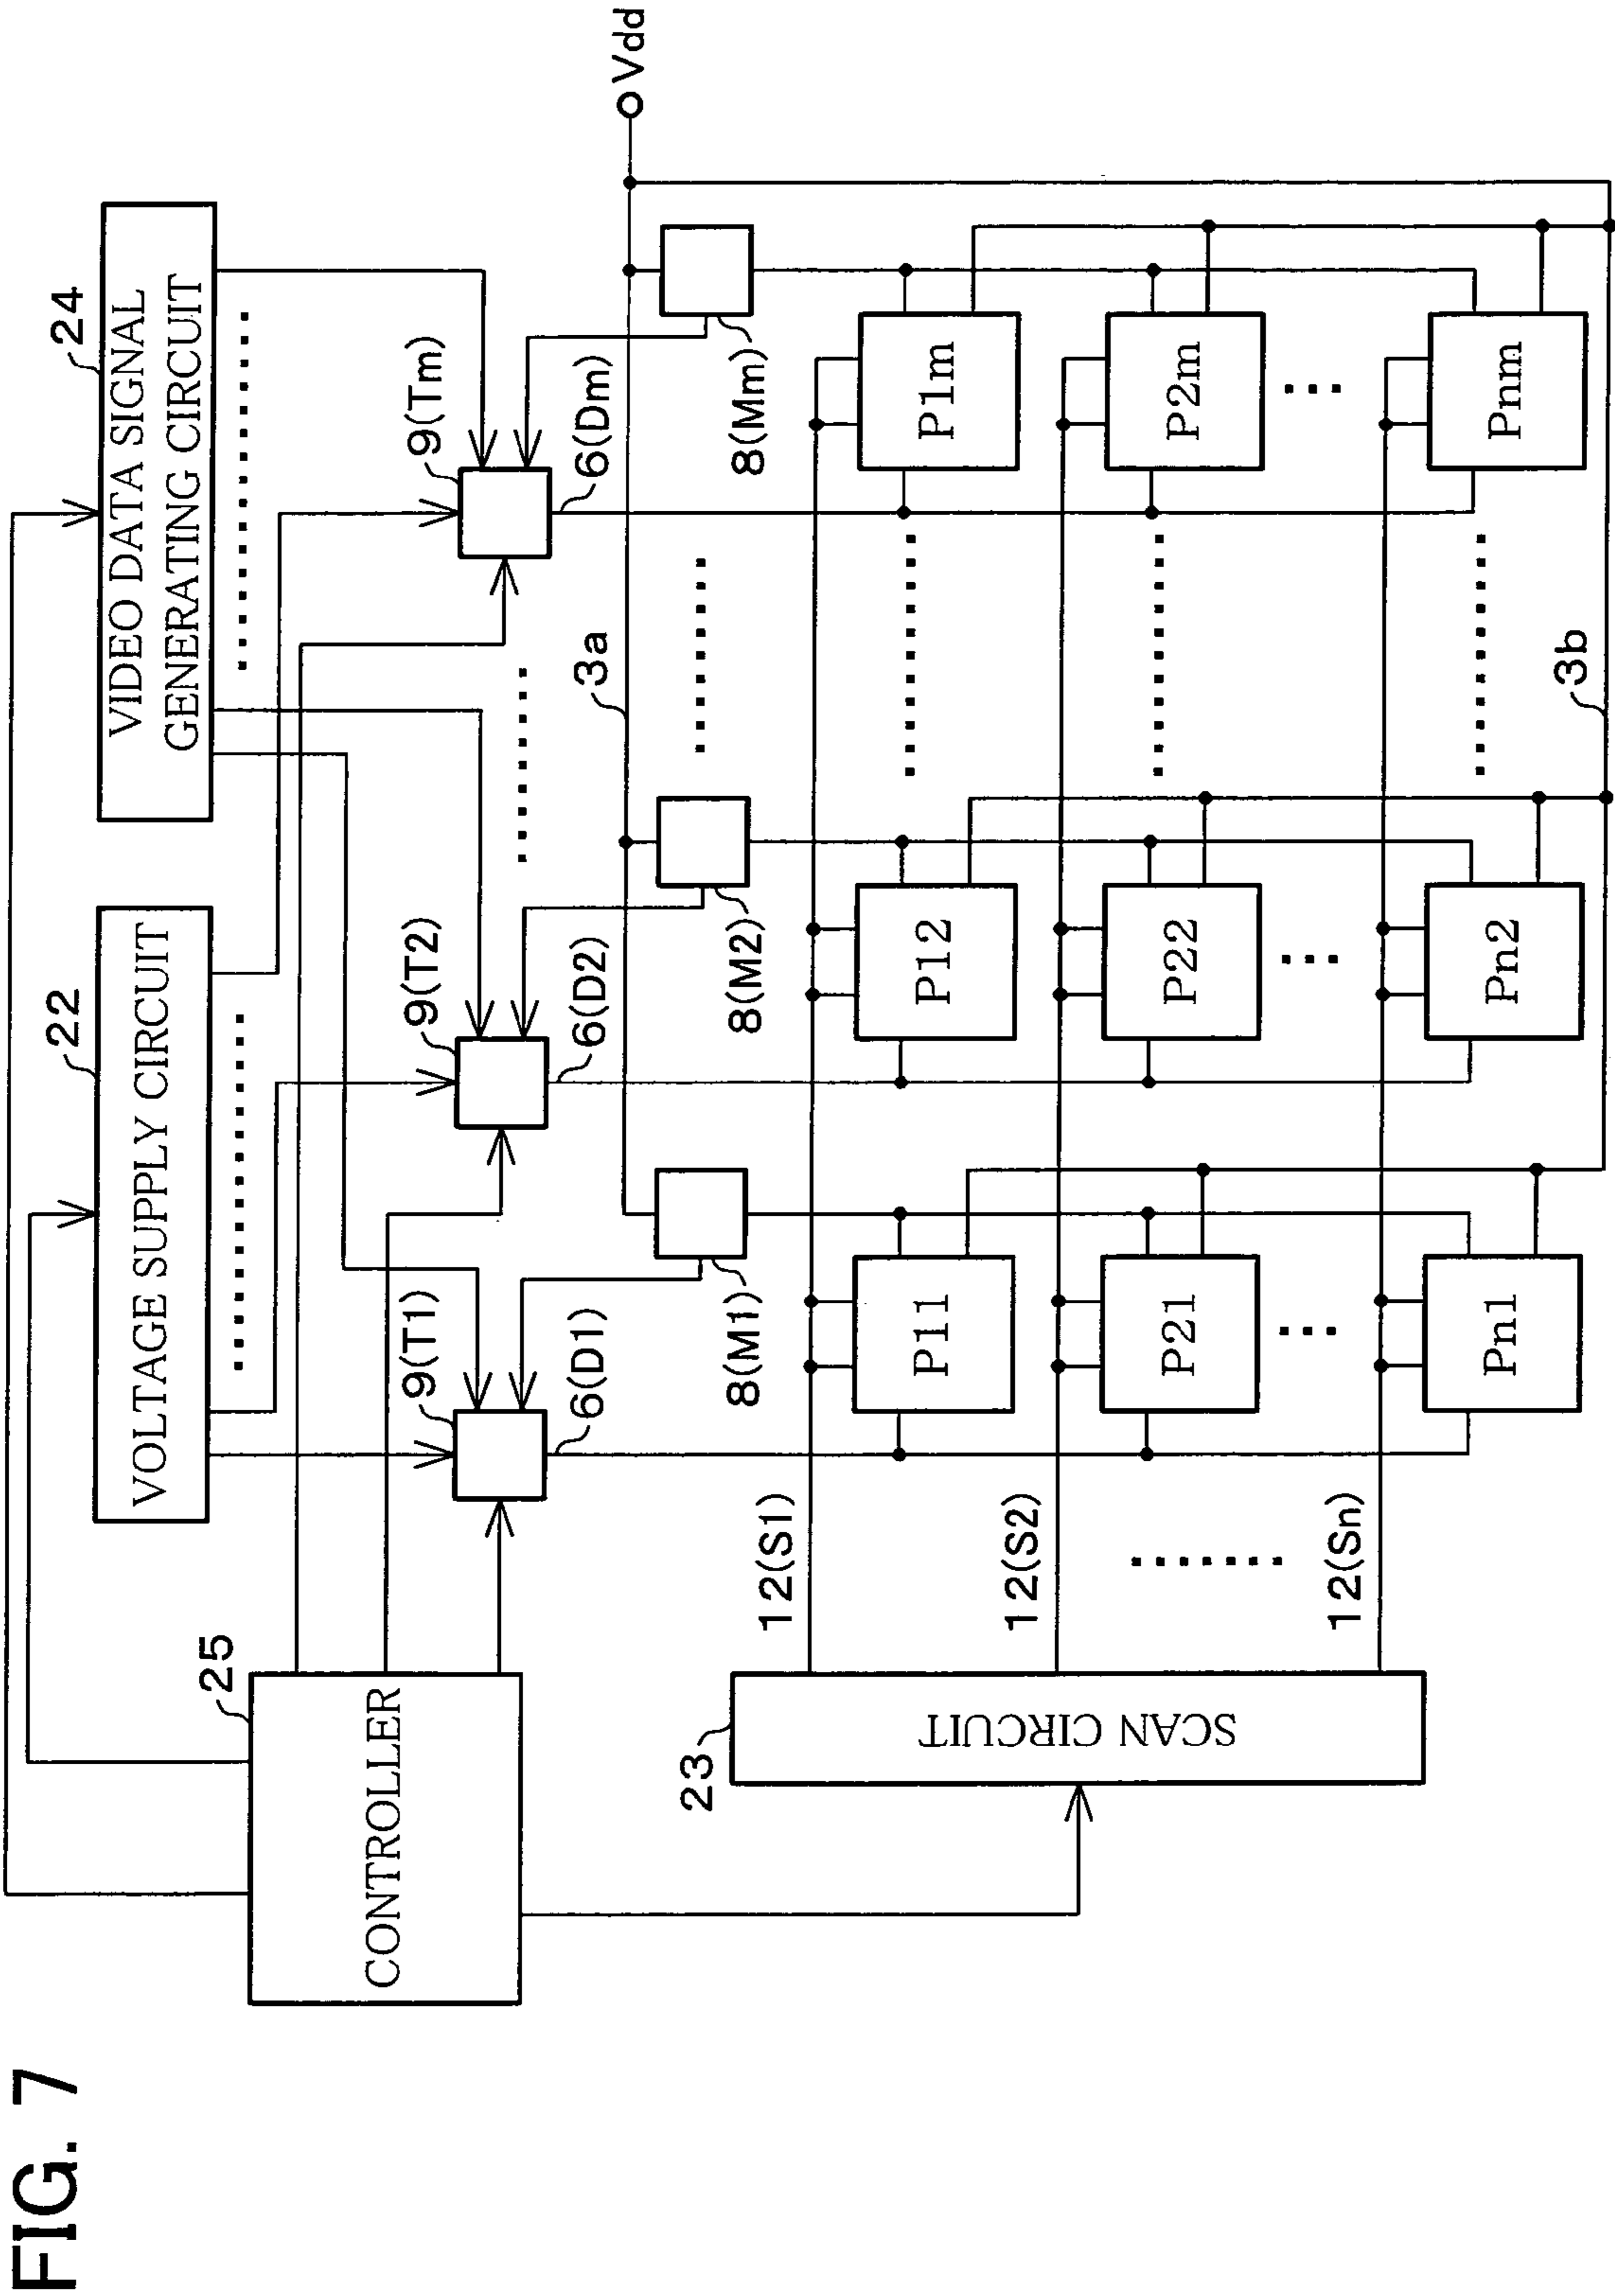 FIG. 7
25
CONTROLLER
22
VOLTAGE SUPPLY CIRCUIT
24
VIDEO DATA SIGNAL
GENERATING CIRCUIT
9(T1)
9(T2)
9(Tm)
6(D1)
6(D2)
6(Dm)
3a
Vdd
8(M1)
8(M2)
8(Mm)
23
SCAN CIRCUIT
12(S1)
P11
P12
P1m
12(S2)
P21
P22
P2m
12(Sn)
Pn1
Pn2
Pnm
3b